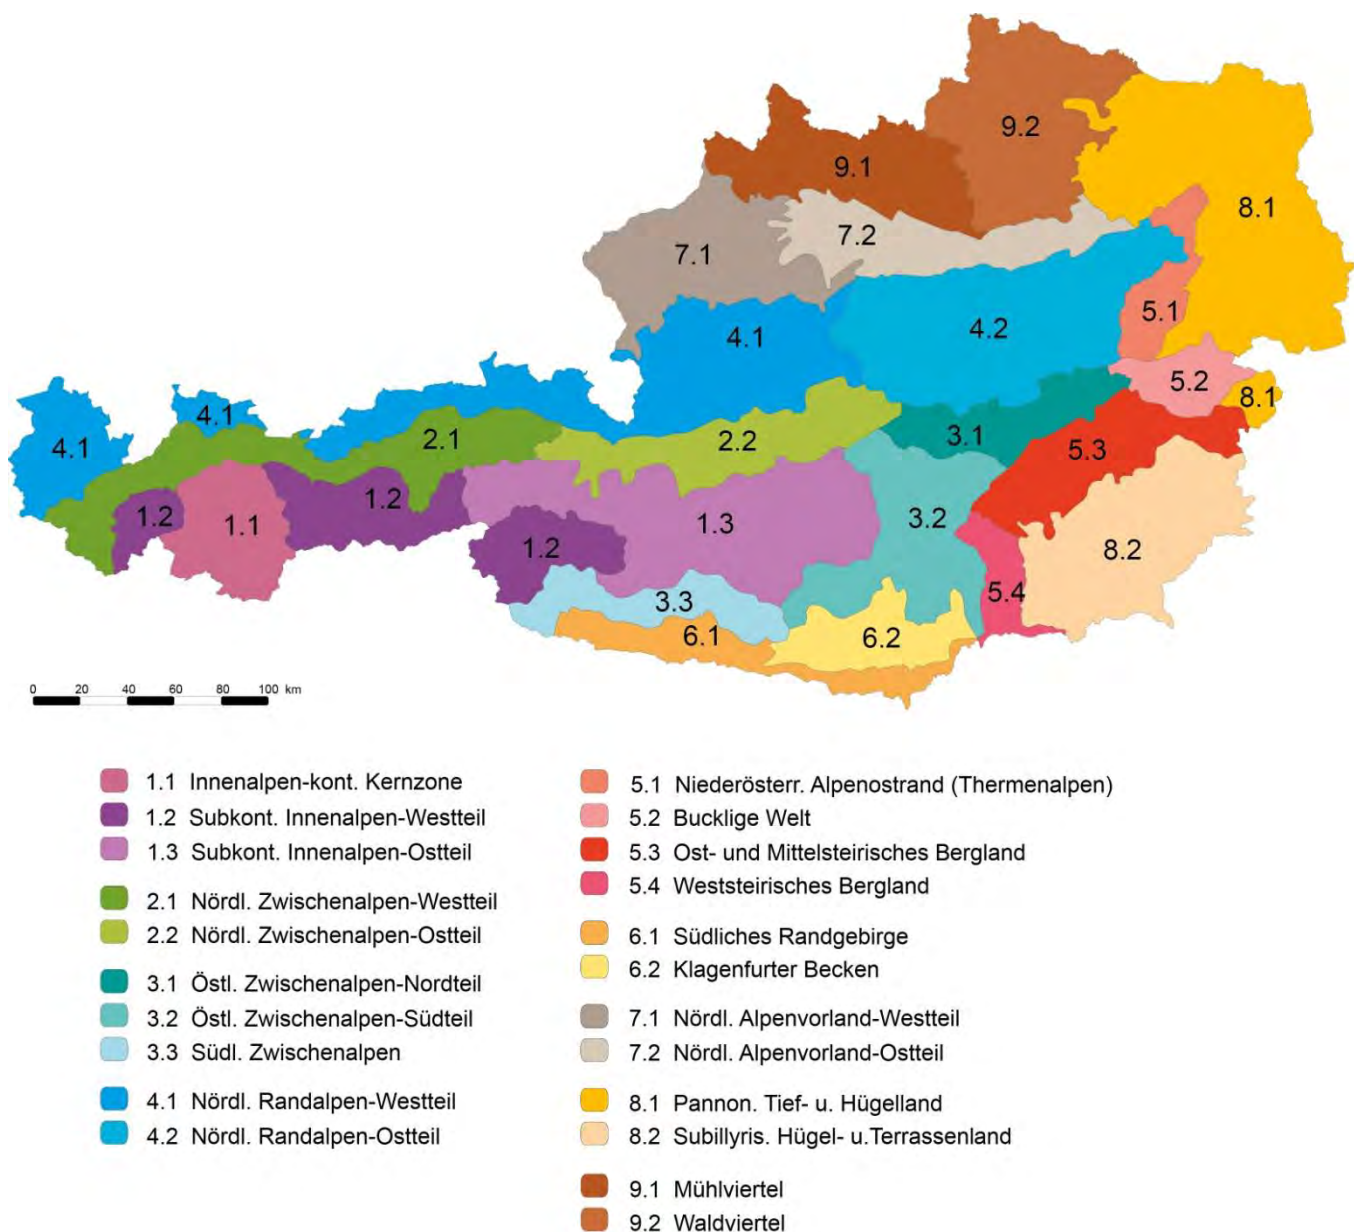 9.2
9.1
8.1
7.2
7.1
5.1
4.2
4.1
5.2
8.1
4.1
4.1
2.1
2.2
3.1
5.3
1.2
1.1
1.2
1.2
1.3
3.2
8.2
5.4
3.3
6.1
6.2
0 20 40 60 80 100 km
1.1 Innenalpen-kont. Kernzone
1.2 Subkont. Innenalpen-Westteil
1.3 Subkont. Innenalpen-Ostteil
2.1 Nördl. Zwischenalpen-Westteil
2.2 Nördl. Zwischenalpen-Ostteil
3.1 Östl. Zwischenalpen-Nordteil
3.2 Östl. Zwischenalpen-Südteil
3.3 Südl. Zwischenalpen
4.1 Nördl. Randalpen-Westteil
4.2 Nördl. Randalpen-Ostteil
5.1 Niederösterr. Alpenostrand (Thermenalpen)
5.2 Bucklige Welt
5.3 Ost- und Mittelsteirisches Bergland
5.4 Weststeirisches Bergland
6.1 Südliches Randgebirge
6.2 Klagenfurter Becken
7.1 Nördl. Alpenvorland-Westteil
7.2 Nördl. Alpenvorland-Ostteil
8.1 Pannon. Tief- u. Hügelland
8.2 Subillyris. Hügel- u.Terrassenland
9.1 Mühlviertel
9.2 Waldviertel